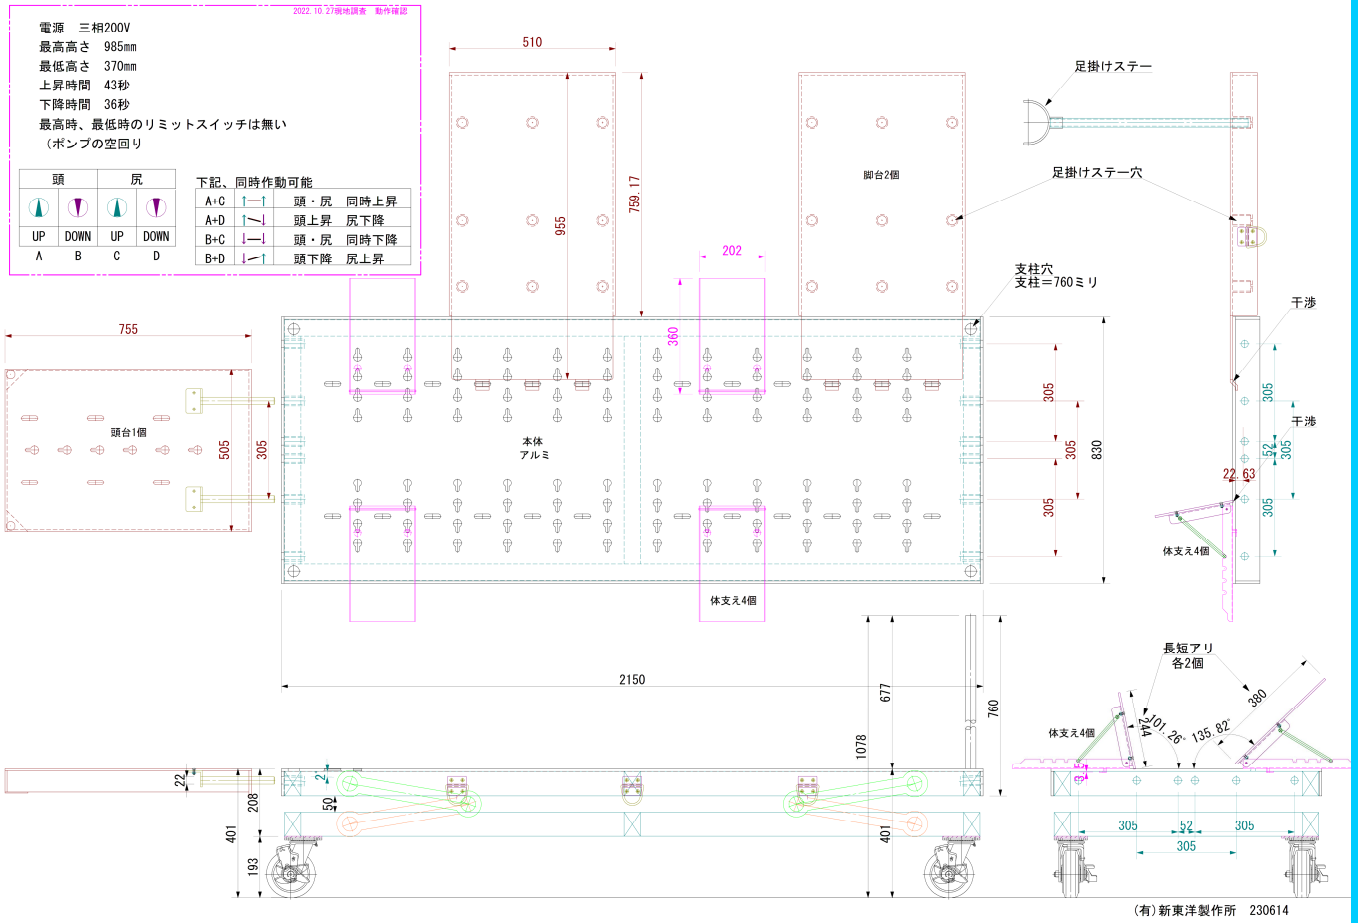 2022.10.27現地調査 動作確認
電源 三相200V
最高高さ 985mm
最低高さ 370mm
上昇時間 43秒
下降時間 36秒
最高時、最低時のリミットスイッチは無い
(ポンプの空回り
頭 尻
UP DOWN UP DOWN
A B C D
下記、同時作動可能
A+C ↑―↑ 頭・尻 同時上昇
A+D ↑~↓ 頭上昇 尻下降
B+C ↓―↓ 頭・尻 同時下降
B+D ↓~↑ 頭下降 尻上昇
510
955
759.17
脚台2個
足掛けステー
足掛けステー穴
支柱穴
支柱=760ミリ
干渉
干渉
202
360
755
頭台1個
505
305
本体
アルミ
305
305
305
830
305
52
305
305
22.63
体支え4個
体支え4個
2150
677
760
1078
401
22
208
193
401
2
50
長短アリ
各2個
380
244
101.26°
135.82°
体支え4個
3.5
305
52
305
305
(有)新東洋製作所 230614